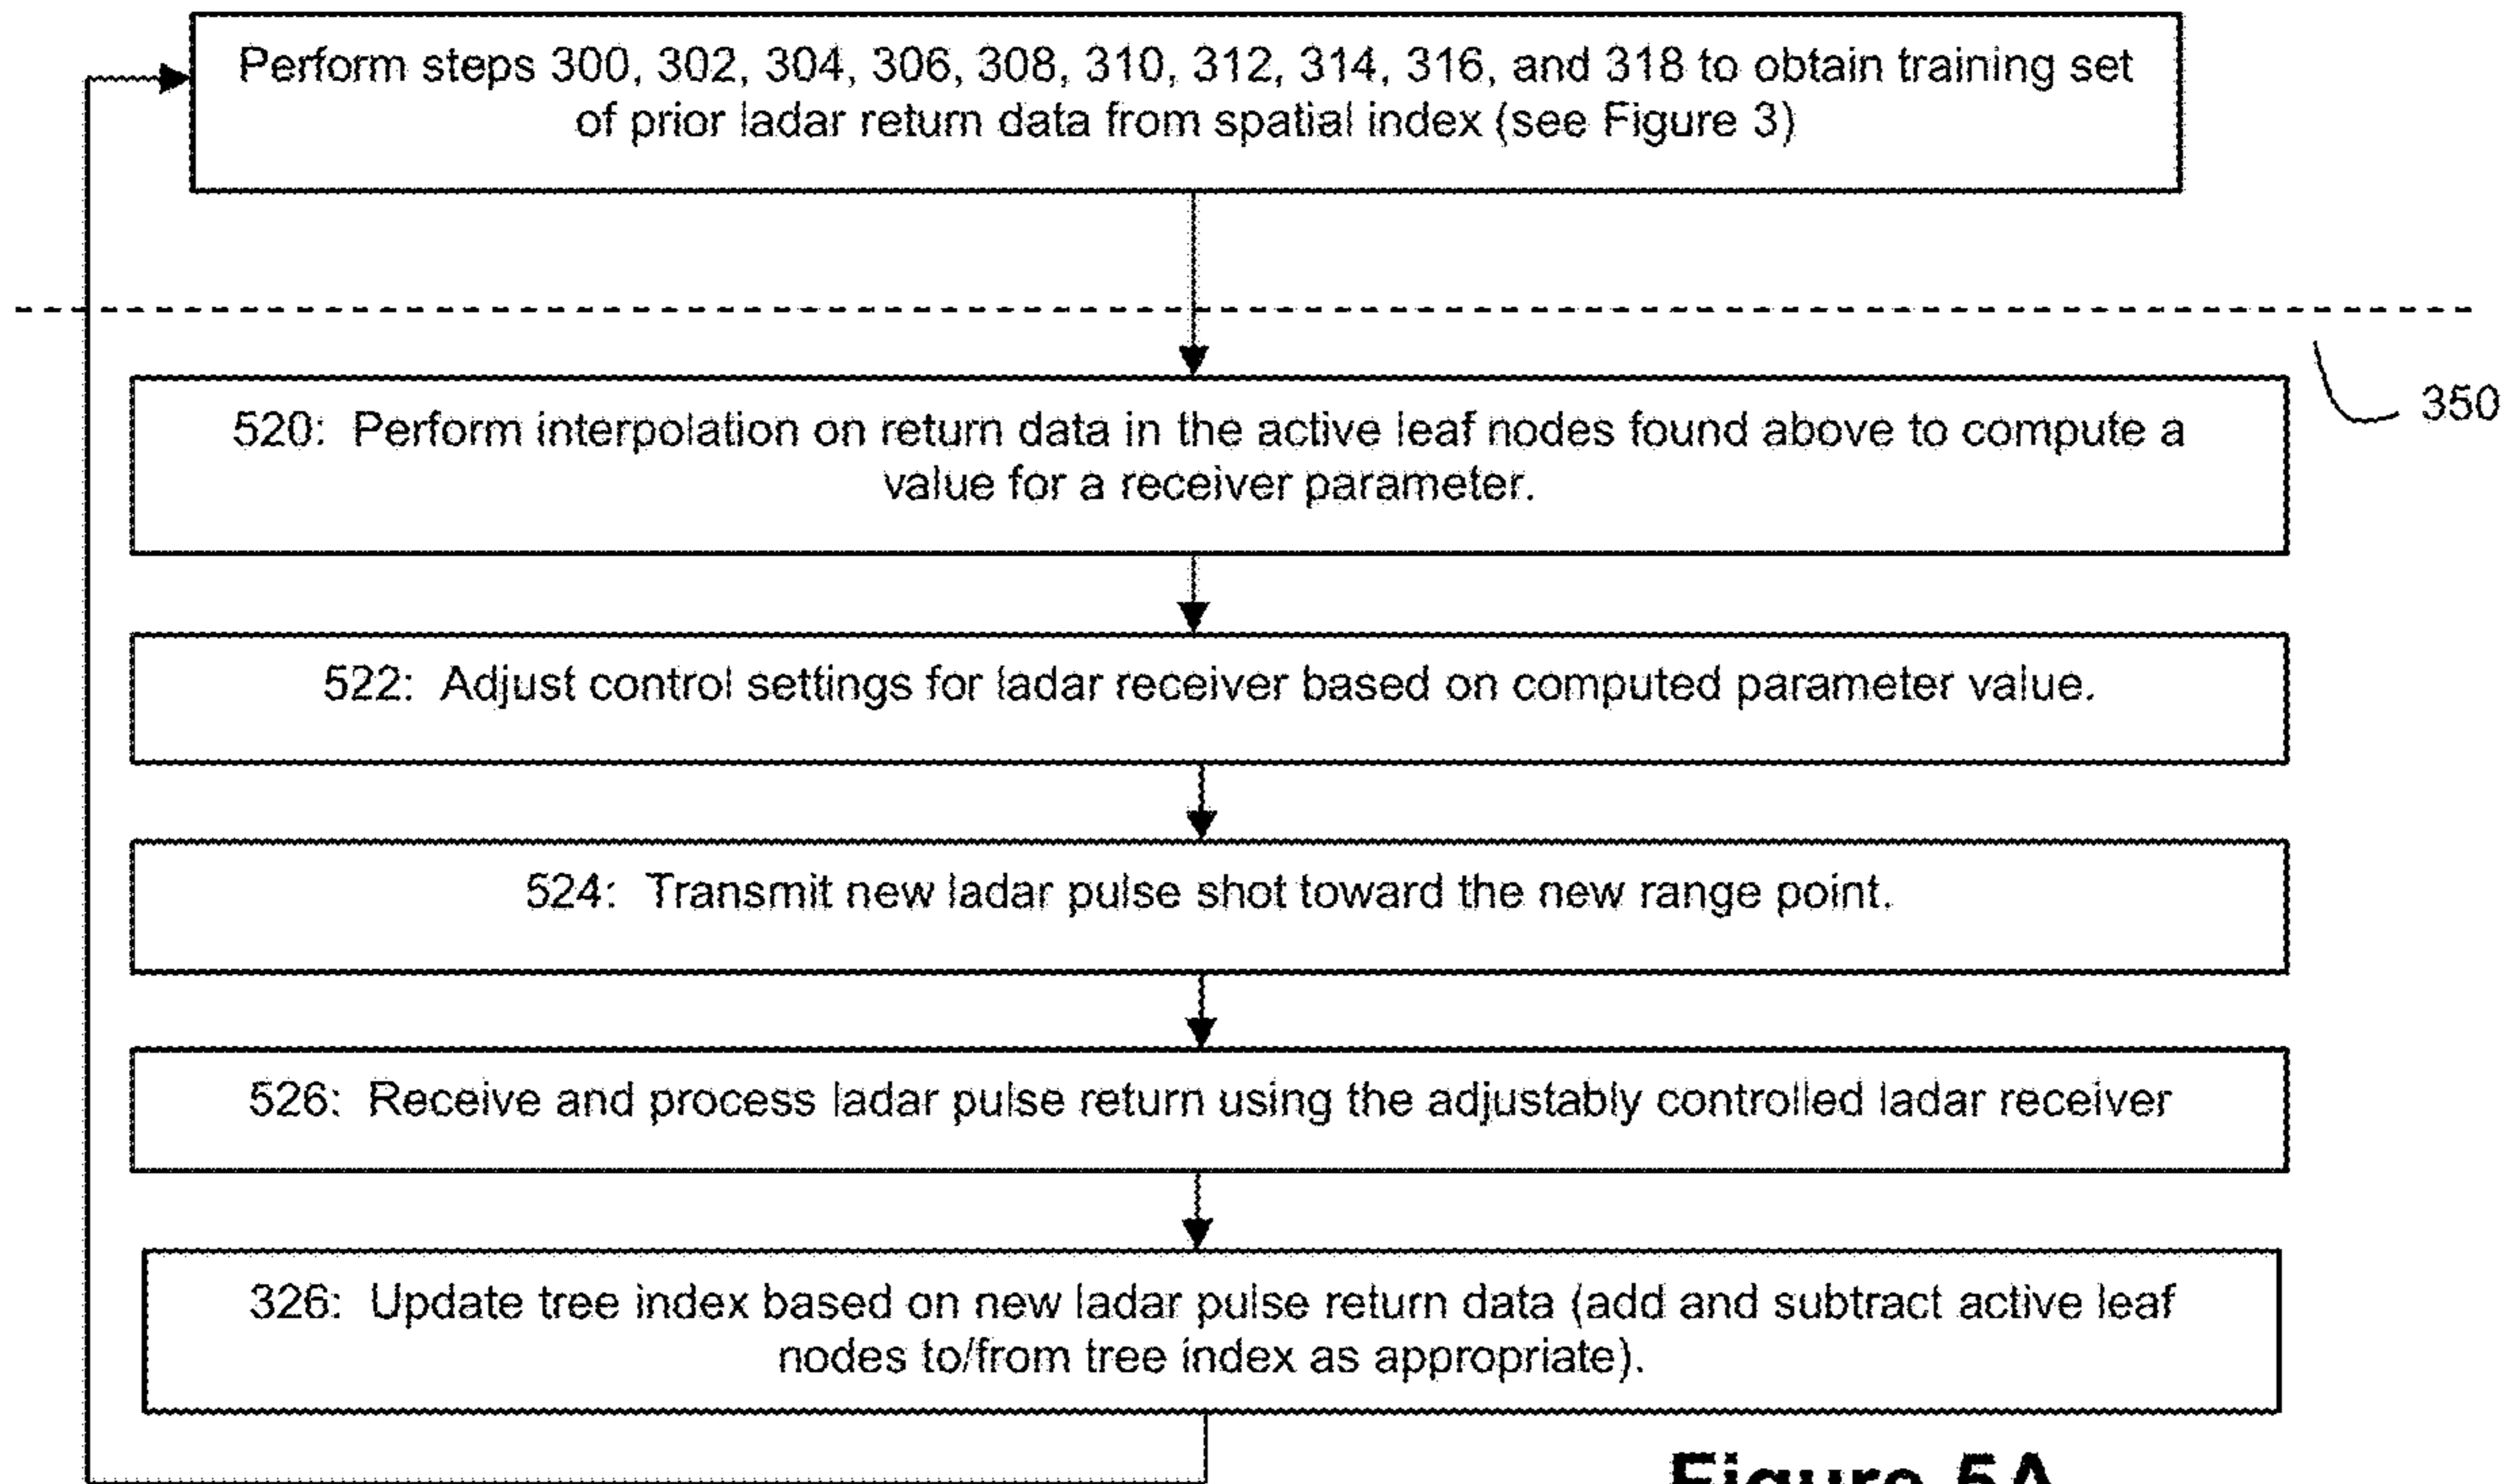 Perform steps 300, 302, 304, 306, 308, 310, 312, 314, 316, and 318 to obtain training set
of prior ladar return data from spatial index (see Figure 3)
350
520: Perform interpolation on return data in the active leaf nodes found above to compute a
value for a receiver parameter.
522: Adjust control settings for ladar receiver based on computed parameter value.
524: Transmit new ladar pulse shot toward the new range point.
526: Receive and process ladar pulse return using the adjustably controlled ladar receiver
326: Update tree index based on new ladar pulse return data (add and subtract active leaf
nodes to/from tree index as appropriate).
Figure 5A